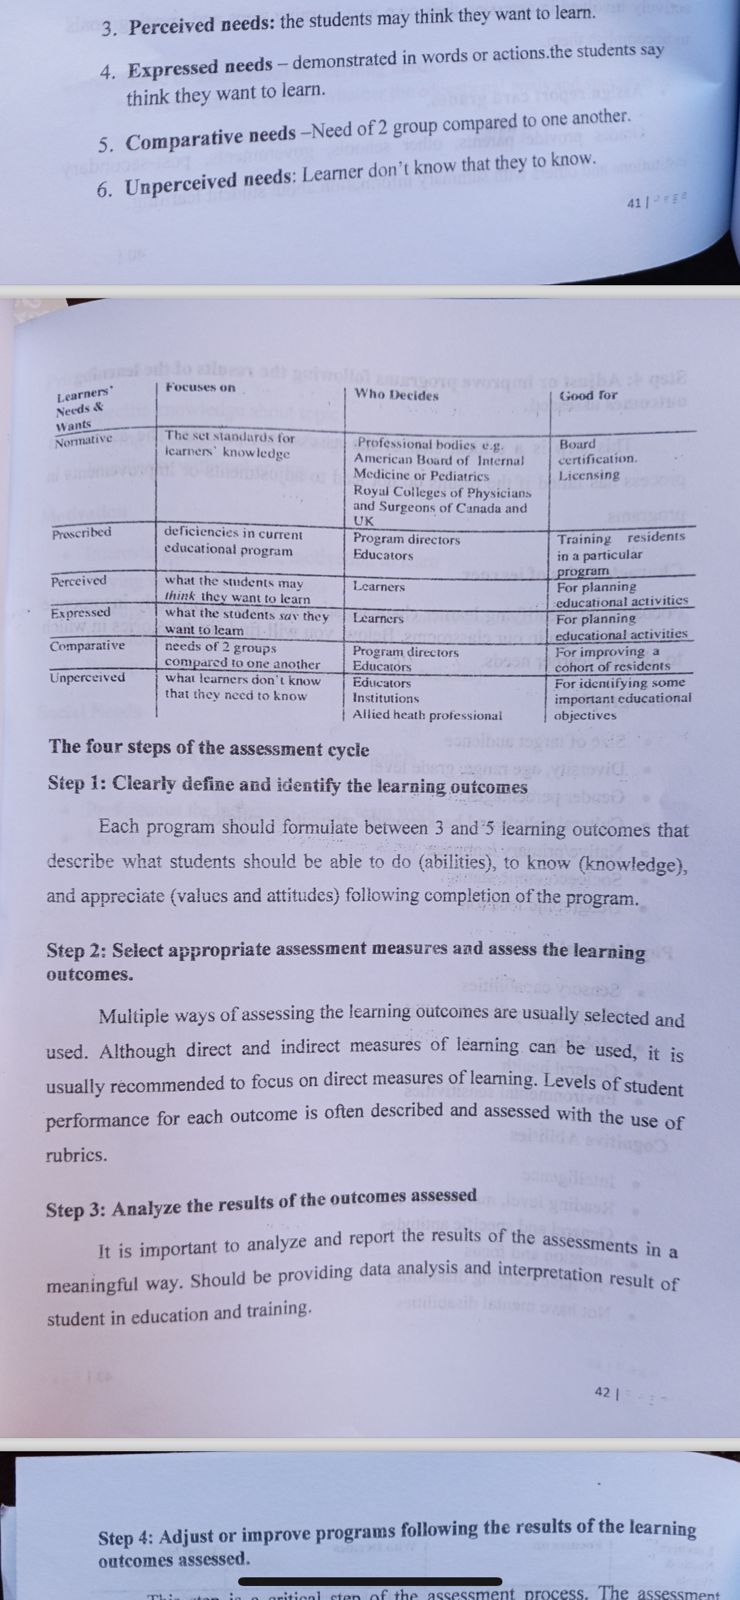 3. Perceived needs: the students may think they want to learn.
4. Expressed needs – demonstrated in words or actions.the students say
think they want to learn.
5. Comparative needs –Need of 2 group compared to one another.
6. Unperceived needs: Learner don't know that they to know.
41 |
Learners' Needs & Wants | Focuses on | Who Decides | Good for
Normative | The set standards for learners' knowledge | Professional bodies e.g. American Board of Internal Medicine or Pediatrics Royal Colleges of Physicians and Surgeons of Canada and UK | Board certification. Licensing
Prescribed | deficiencies in current educational program | Program directors Educators | Training residents in a particular program
Perceived | what the students may think they want to learn | Learners | For planning educational activities
Expressed | what the students say they want to learn | Learners | For planning educational activities
Comparative | needs of 2 groups compared to one another | Program directors Educators | For improving a cohort of residents
Unperceived | what learners don't know that they need to know | Educators Institutions Allied heath professional | For identifying some important educational objectives
The four steps of the assessment cycle
Step 1: Clearly define and identify the learning outcomes
Each program should formulate between 3 and 5 learning outcomes that
describe what students should be able to do (abilities), to know (knowledge),
and appreciate (values and attitudes) following completion of the program.
Step 2: Select appropriate assessment measures and assess the learning
outcomes.
Multiple ways of assessing the learning outcomes are usually selected and
used. Although direct and indirect measures of learning can be used, it is
usually recommended to focus on direct measures of learning. Levels of student
performance for each outcome is often described and assessed with the use of
rubrics.
Step 3: Analyze the results of the outcomes assessed
It is important to analyze and report the results of the assessments in a
meaningful way. Should be providing data analysis and interpretation result of
student in education and training.
42 |
Step 4: Adjust or improve programs following the results of the learning
outcomes assessed.
This step is a critical step of the assessment process. The assessment